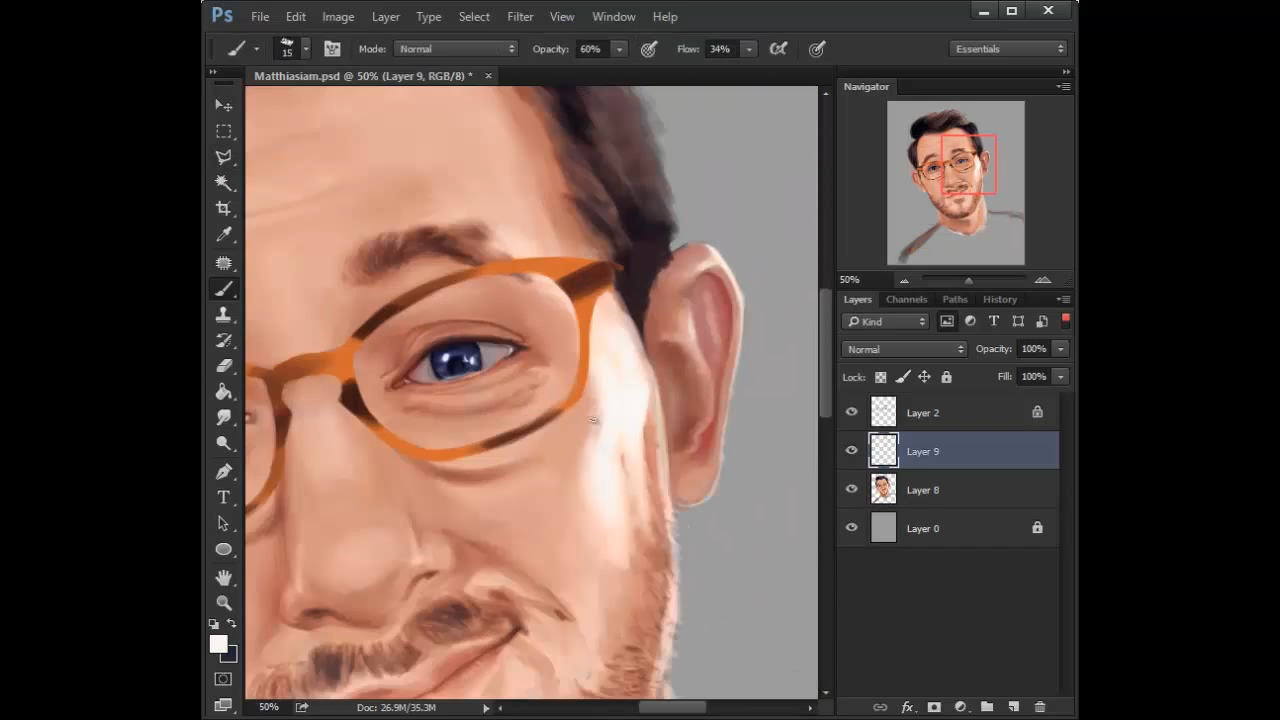 Ps File Edit Image Layer Type Select Filter View Window Help
15 Mode: Normal Opacity: 60% Flow: 34% Essentials
Matthiasiam.psd @ 50% (Layer 9, RGB/8) *
Navigator
50%
Layers Channels Paths History
Kind T
Normal Opacity: 100%
Lock: Fill: 100%
Layer 2
Layer 9
Layer 8
Layer 0
T
50% Doc: 26.9M/35.3M fx